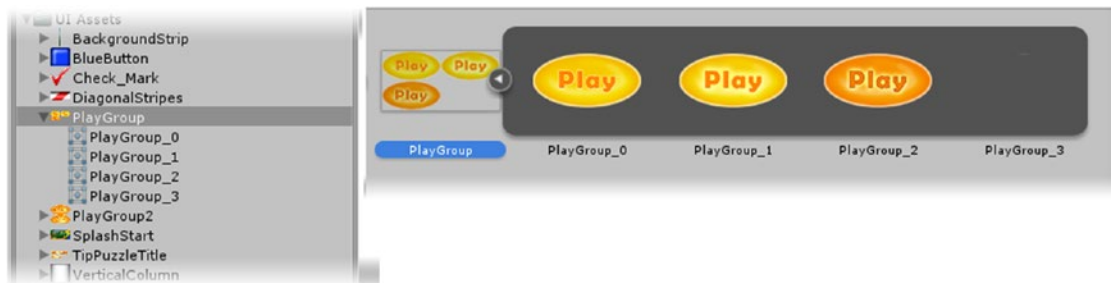 UI Assets
BackgroundStrip
BlueButton
Check_Mark
DiagonalStripes
PlayGroup
PlayGroup_0
PlayGroup_1
PlayGroup_2
PlayGroup_3
PlayGroup2
SplashStart
TipPuzzleTitle
VerticalColumn
Play Play
Play
Play Play Play
PlayGroup PlayGroup_0 PlayGroup_1 PlayGroup_2 PlayGroup_3